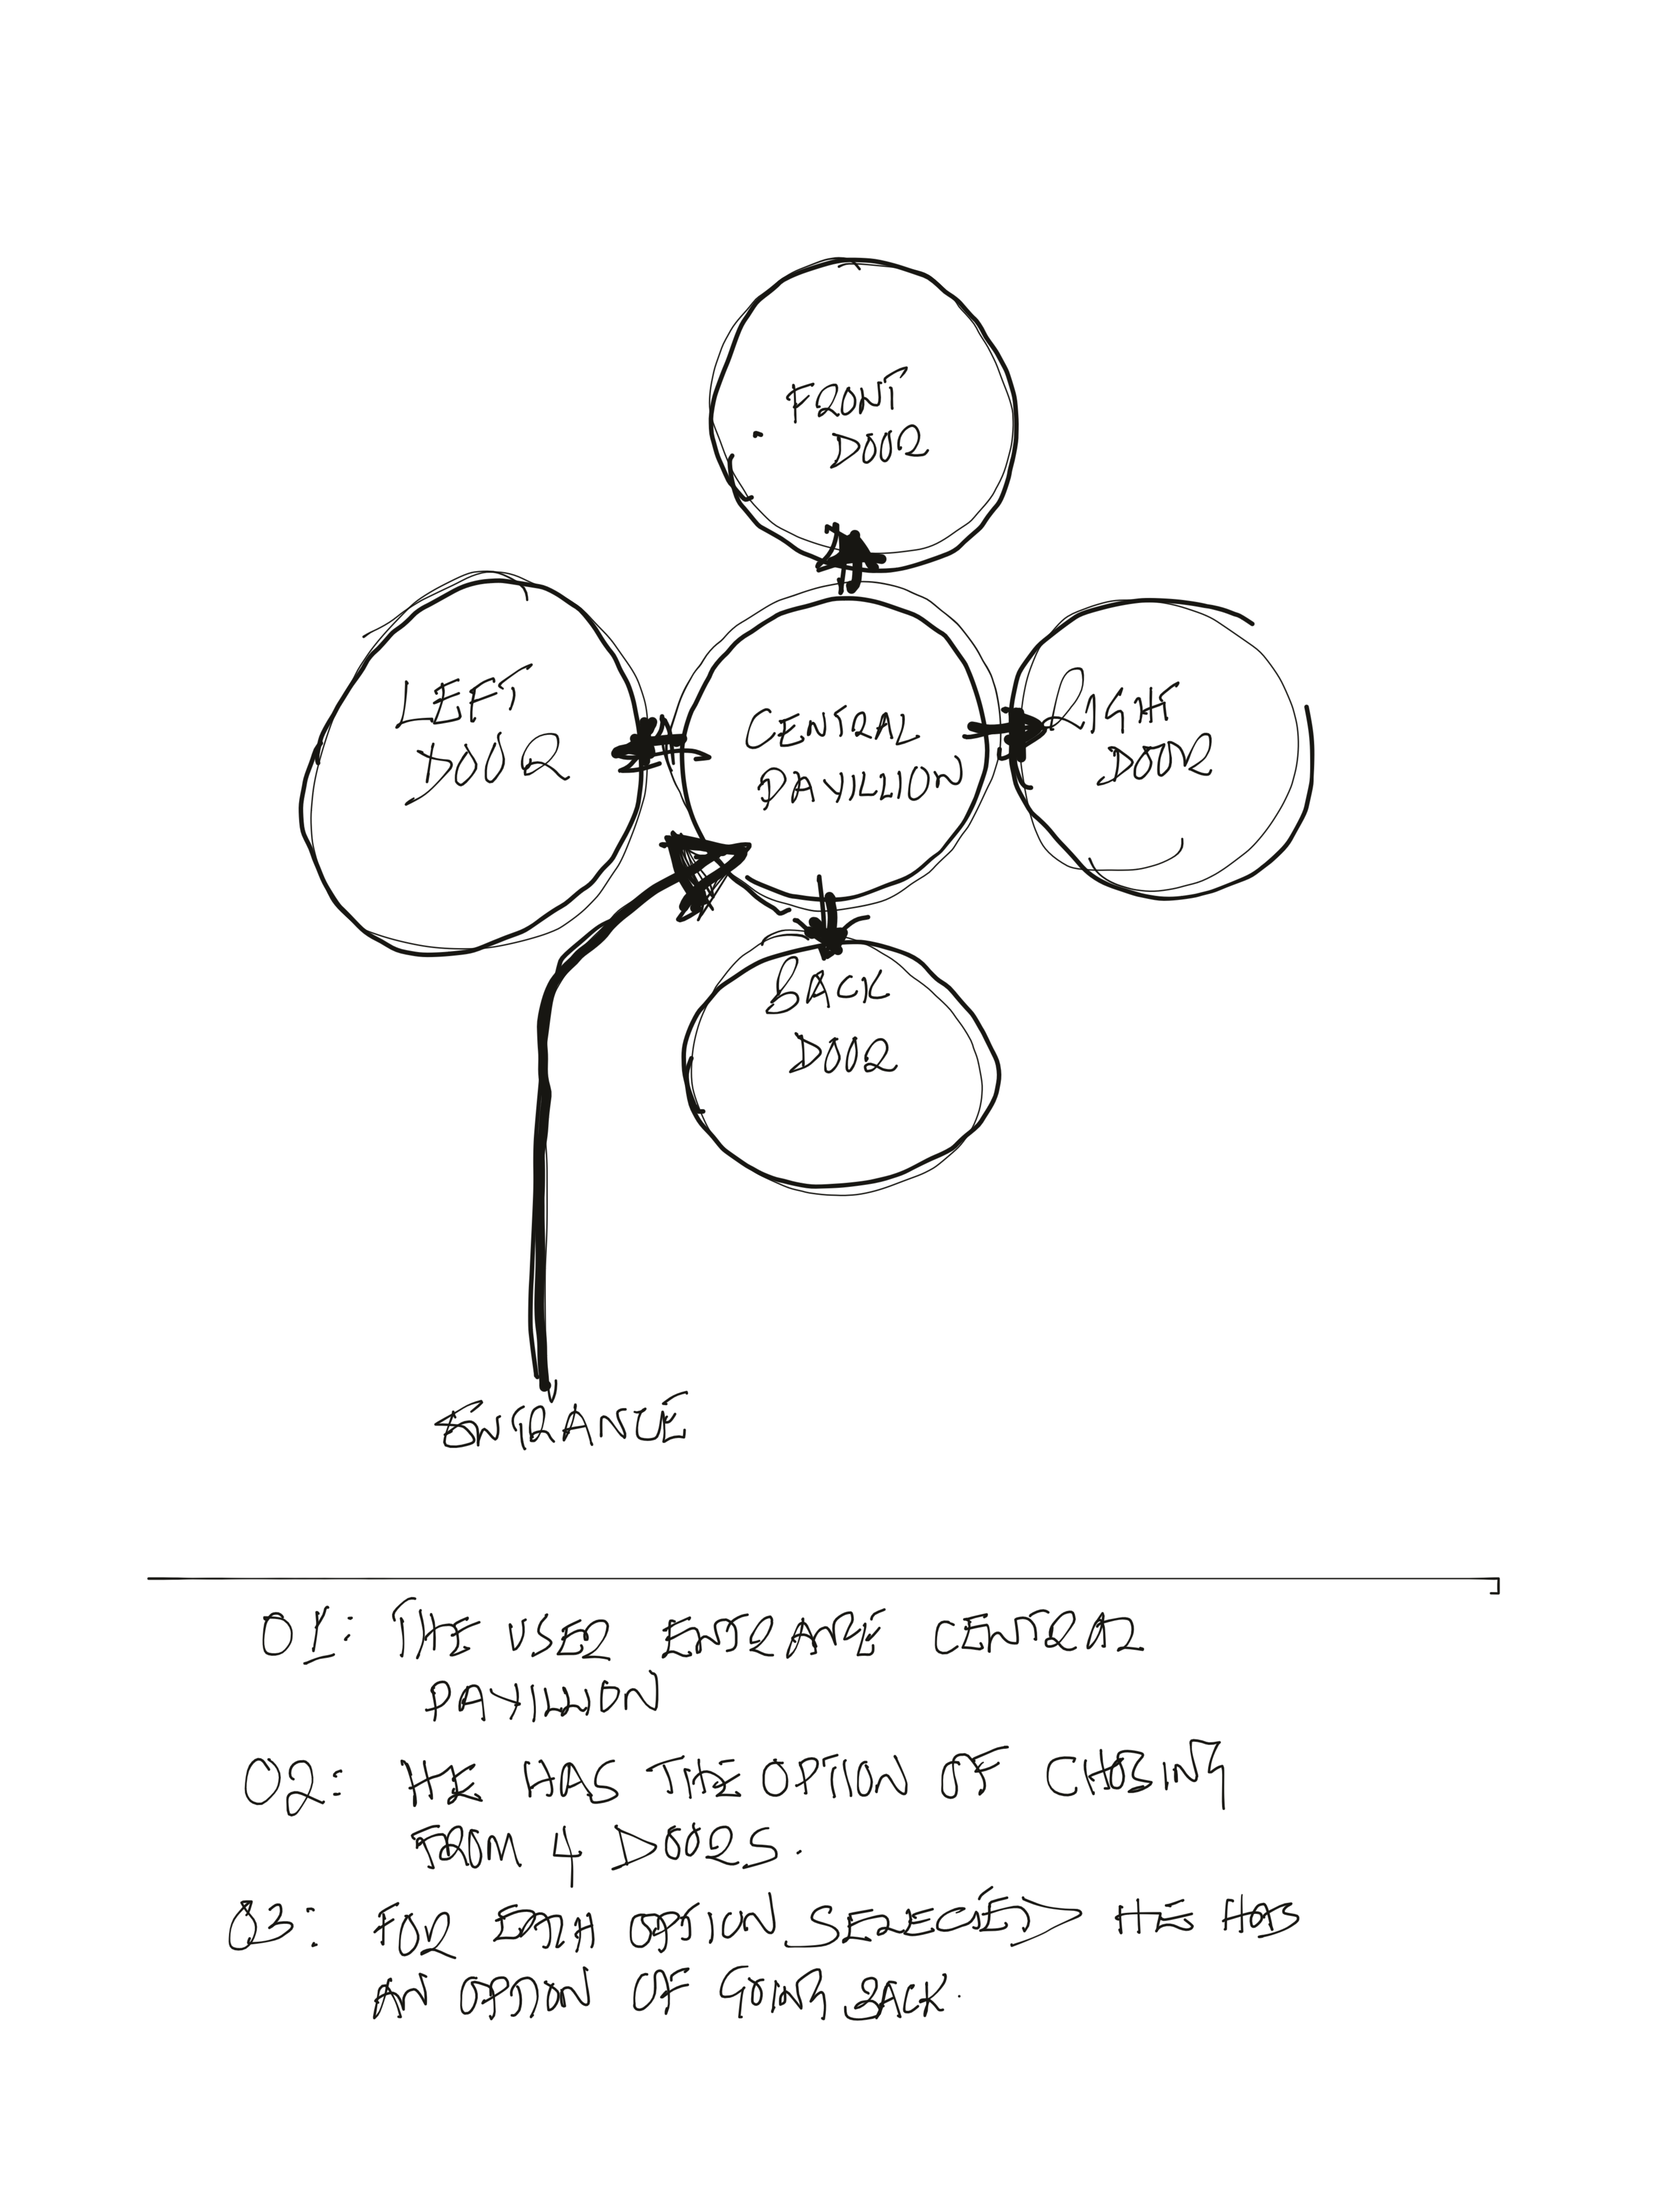 FRONT
DOOR
LEFT
DOOR
CENTRAL
PAVILLION
RIGHT
DOOR
BACK
DOOR
ENTRANCE
01: THE USER ENTRANCE CENTRAL
PAVILLION
02: HE HAS THE OPTION OF CHOSING
FROM 4 DOORS.
03: FOR EACH OPTION SELECTED HE HAS
AN OPTION OF GOING BACK.